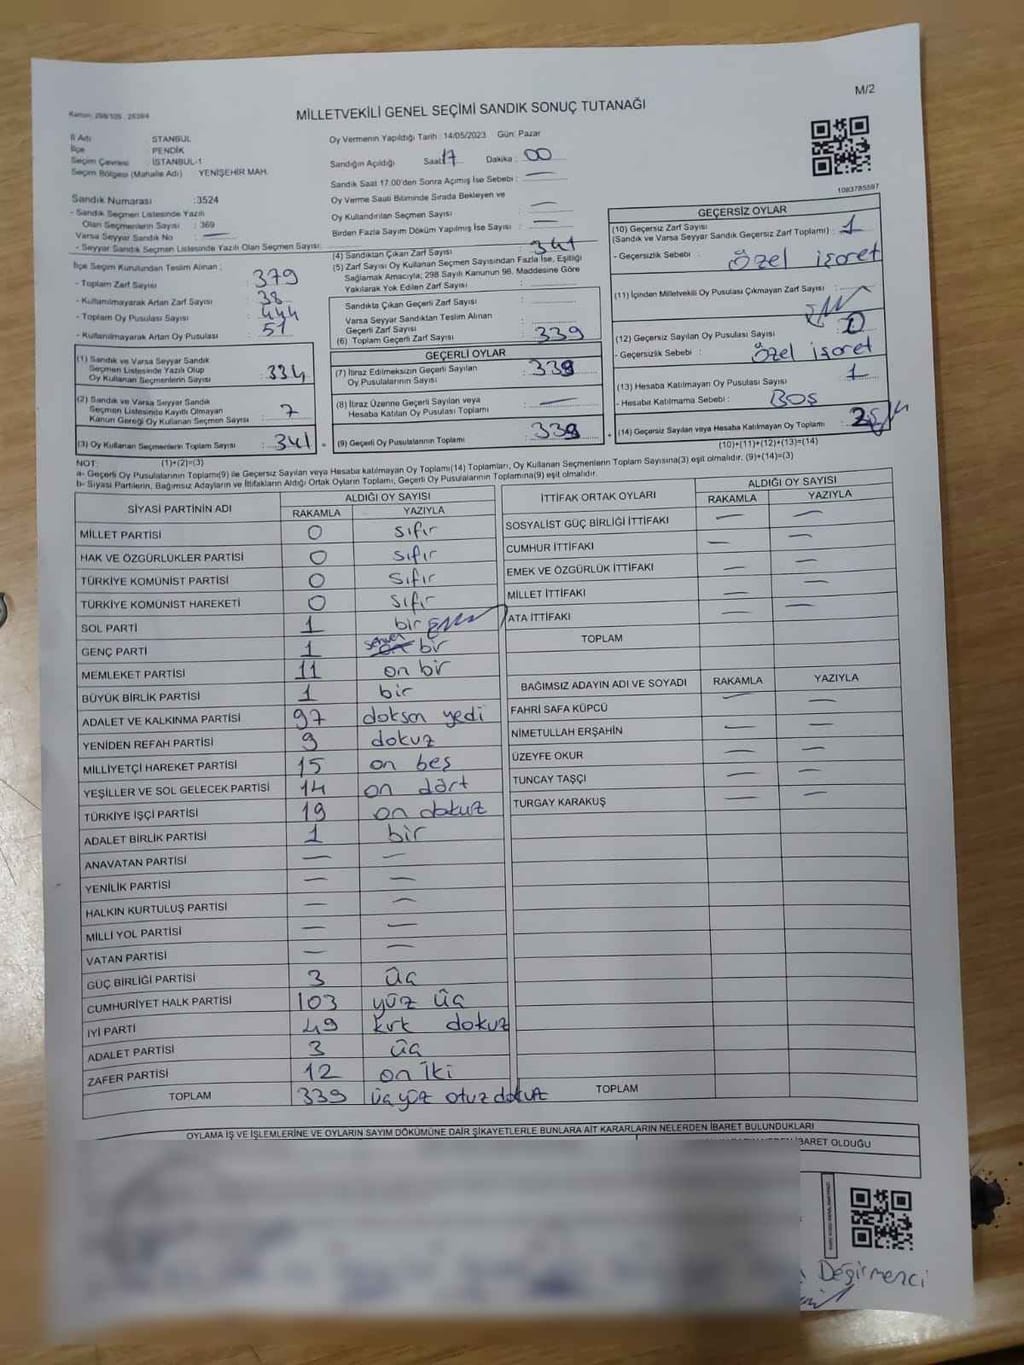 M/2
MİLLETVEKİLİ GENEL SEÇİMİ SANDIK SONUÇ TUTANAĞI
İl Adı : İSTANBUL
İlçe PENDİK
Seçim Çevresi İSTANBUL-1
Seçim Bölgesi (Mahalle Adı) YENİŞEHİR MAH.
Sandık Numarası :3524
- Sandık Seçmen Listesinde Yazılı
Olan Seçmenlerin Sayısı : 369
Varsa Seyyar Sandık No —
- Seyyar Sandık Seçmen Listesinde Yazılı Olan Seçmen Sayısı:
Oy Vermenin Yapıldığı Tarih : 14/05/2023 Gün: Pazar
Sandığın Açıldığı Saat 17 Dakika : 00
Sandık Saat 17.00'den Sonra Açımış İse Sebebi : —
Oy Verme Saati Bitiminde Sırada Bekleyen ve
Oy Kullandırılan Seçmen Sayısı —
Birden Fazla Sayım Döküm Yapılmış İse Sayısı : —
1093785597
İlçe Seçim Kurulundan Teslim Alınan :
- Toplam Zarf Sayısı : 379
- Kullanılmayarak Artan Zarf Sayısı : 38
- Toplam Oy Pusulası Sayısı : 444
- Kullanılmayarak Artan Oy Pusulası : 51
(1) Sandık ve Varsa Seyyar Sandık
Seçmen Listesinde Yazılı Olup
Oy Kullanan Seçmenlerin Sayısı : 334
(2) Sandık ve Varsa Seyyar Sandık
Seçmen Listesinde Kayıtlı Olmayan
Kanun Gereği Oy Kullanan Seçmen Sayısı : 7
(3) Oy Kullanan Seçmenlerin Toplam Sayısı : 341
(4) Sandıktan Çıkan Zarf Sayısı : 341
(5) Zarf Sayısı Oy Kullanan Seçmen Sayısından Fazla İse, Eşitliği
Sağlamak Amacıyla; 298 Sayılı Kanunun 98. Maddesine Göre
Yakılarak Yok Edilen Zarf Sayısı :
Sandıkta Çıkan Geçerli Zarf Sayısı :
Varsa Seyyar Sandıktan Teslim Alınan
Geçerli Zarf Sayısı :
(6) Toplam Geçerli Zarf Sayısı : 339
GEÇERLİ OYLAR
(7) İtiraz Edilmeksizin Geçerli Sayılan
Oy Pusulalarının Sayısı : 339
(8) İtiraz Üzerine Geçerli Sayılan veya
Hesaba Katılan Oy Pusulası Toplamı : —
(9) Geçerli Oy Pusulalarının Toplamı : 339
GEÇERSİZ OYLAR
(10) Geçersiz Zarf Sayısı
(Sandık ve Varsa Seyyar Sandık Geçersiz Zarf Toplamı) : 1
- Geçersizlik Sebebi : Özel işaret
(11) İçinden Milletvekili Oy Pusulası Çıkmayan Zarf Sayısı :
(12) Geçersiz Sayılan Oy Pusulası Sayısı
- Geçersizlik Sebebi : Özel işaret
(13) Hesaba Katılmayan Oy Pusulası Sayısı : 1
- Hesaba Katılmama Sebebi : BOŞ
(14) Geçersiz Sayılan veya Hesaba Katılmayan Oy Toplamı : 2
(1)+(2)=(3)
(10)+(11)+(12)+(13)=(14)
NOT:
a- Geçerli Oy Pusulalarının Toplamı(9) ile Geçersiz Sayılan veya Hesaba katılmayan Oy Toplamı(14) Toplamları, Oy Kullanan Seçmenlerin Toplam Sayısına(3) eşit olmalıdır. (9)+(14)=(3)
b- Siyasi Partilerin, Bağımsız Adayların ve İttifakların Aldığı Ortak Oyların Toplamı, Geçerli Oy Pusulalarının Toplamına(9) eşit olmalıdır.
SİYASİ PARTİNİN ADI ALDIĞI OY SAYISI
RAKAMLA YAZIYLA
MİLLET PARTİSİ 0 sıfır
HAK VE ÖZGÜRLÜKLER PARTİSİ 0 sıfır
TÜRKİYE KOMÜNİST PARTİSİ 0 sıfır
TÜRKİYE KOMÜNİST HAREKETİ 0 sıfır
SOL PARTİ 1 bir
GENÇ PARTİ 1 bir
MEMLEKET PARTİSİ 11 on bir
BÜYÜK BİRLİK PARTİSİ 1 bir
ADALET VE KALKINMA PARTİSİ 97 doksan yedi
YENİDEN REFAH PARTİSİ 9 dokuz
MİLLİYETÇİ HAREKET PARTİSİ 15 on beş
YEŞİLLER VE SOL GELECEK PARTİSİ 14 on dört
TÜRKİYE İŞÇİ PARTİSİ 19 on dokuz
ADALET BİRLİK PARTİSİ 1 bir
ANAVATAN PARTİSİ — —
YENİLİK PARTİSİ — —
HALKIN KURTULUŞ PARTİSİ — —
MİLLİ YOL PARTİSİ — —
VATAN PARTİSİ — —
GÜÇ BİRLİĞİ PARTİSİ 3 üç
CUMHURİYET HALK PARTİSİ 103 yüz üç
İYİ PARTİ 49 kırk dokuz
ADALET PARTİSİ 3 üç
ZAFER PARTİSİ 12 on iki
TOPLAM 339 üçyüz otuz dokuz
İTTİFAK ORTAK OYLARI ALDIĞI OY SAYISI
RAKAMLA YAZIYLA
SOSYALİST GÜÇ BİRLİĞİ İTTİFAKI — —
CUMHUR İTTİFAKI — —
EMEK VE ÖZGÜRLÜK İTTİFAKI — —
MİLLET İTTİFAKI — —
ATA İTTİFAKI — —
TOPLAM
BAĞIMSIZ ADAYIN ADI VE SOYADI RAKAMLA YAZIYLA
FAHRİ SAFA KÜPCÜ — —
NİMETULLAH ERŞAHİN — —
ÜZEYFE OKUR — —
TUNCAY TAŞÇI — —
TURGAY KARAKUŞ — —
TOPLAM
OYLAMA İŞ VE İŞLEMLERİNE VE OYLARIN SAYIM DÖKÜMÜNE DAİR ŞİKAYETLERLE BUNLARA AİT KARARLARIN NELERDEN İBARET BULUNDUKLARI
İBARET OLDUĞU
Değirmenci